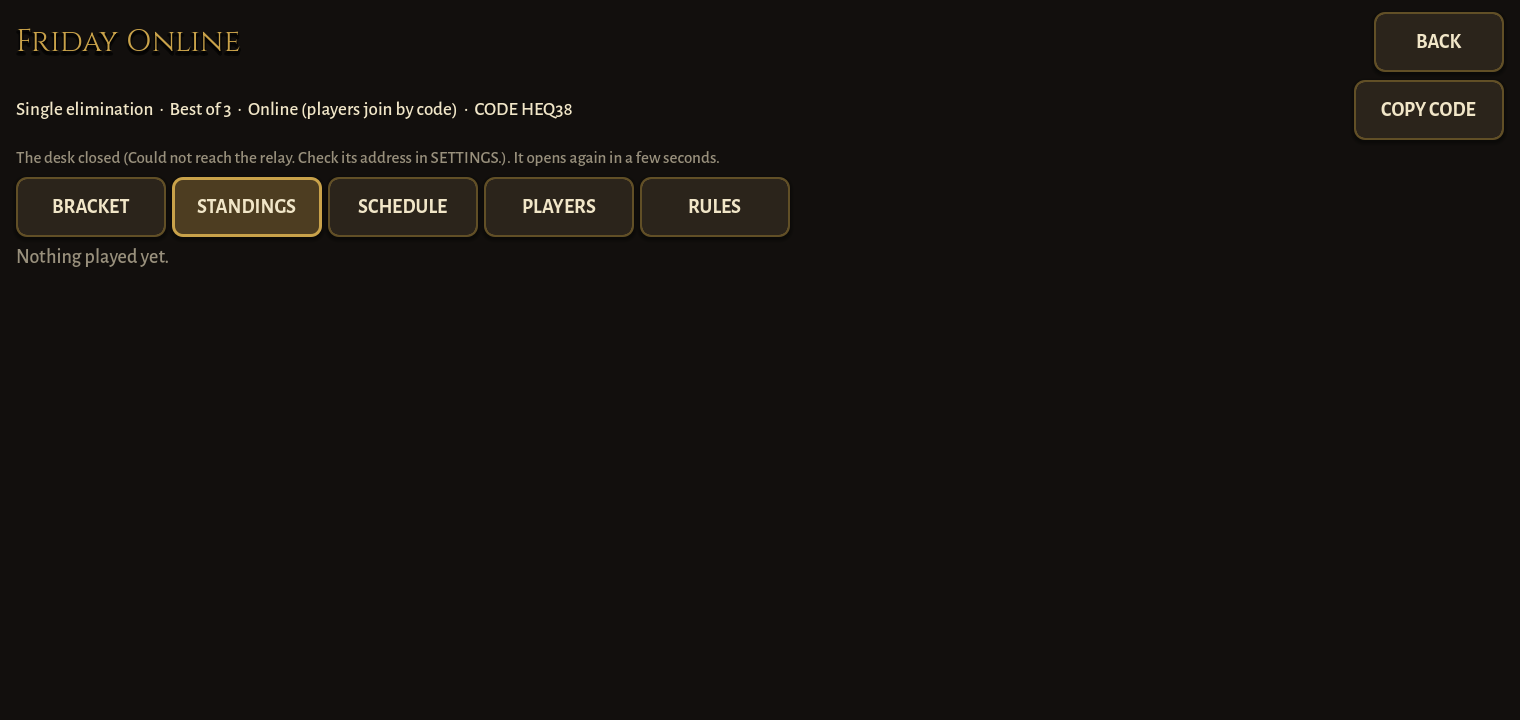 Friday Online
BACK
Single elimination · Best of 3 · Online (players join by code) · CODE HEQ38
COPY CODE
The desk closed (Could not reach the relay. Check its address in SETTINGS.). It opens again in a few seconds.
BRACKET
STANDINGS
SCHEDULE
PLAYERS
RULES
Nothing played yet.